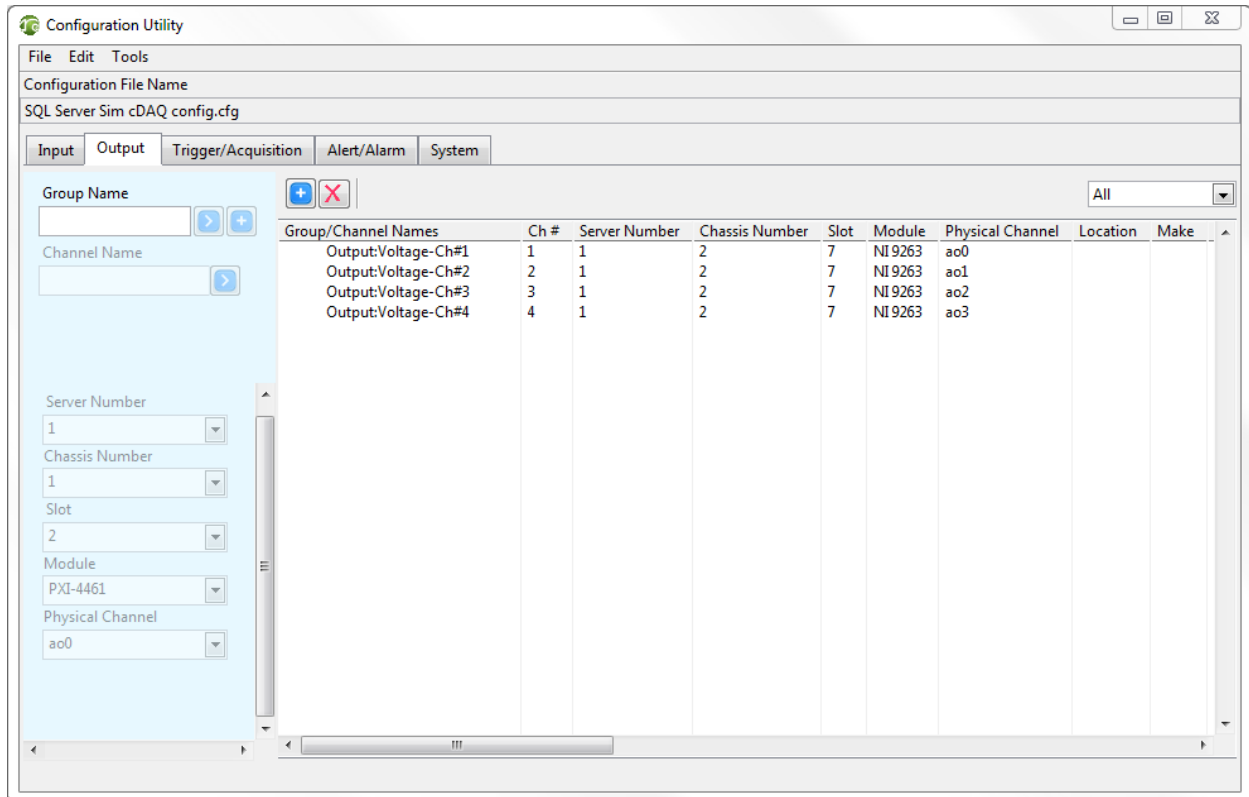 Configuration Utility
File Edit Tools
Configuration File Name
SQL Server Sim cDAQ config.cfg
Input Output Trigger/Acquisition Alert/Alarm System
Group Name
Channel Name
Server Number
1
Chassis Number
1
Slot
2
Module
PXI-4461
Physical Channel
ao0
All
Group/Channel Names Ch # Server Number Chassis Number Slot Module Physical Channel Location Make
Output:Voltage-Ch#1 1 1 2 7 NI 9263 ao0
Output:Voltage-Ch#2 2 1 2 7 NI 9263 ao1
Output:Voltage-Ch#3 3 1 2 7 NI 9263 ao2
Output:Voltage-Ch#4 4 1 2 7 NI 9263 ao3